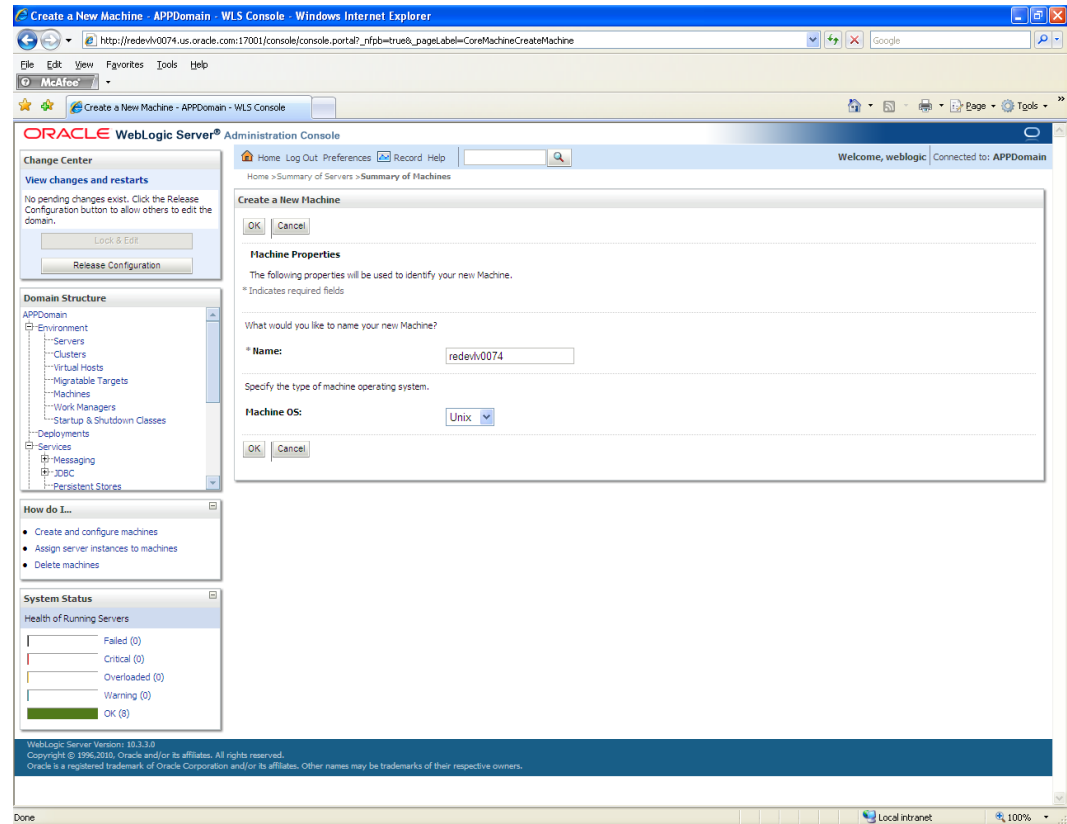 Create a New Machine - APPDomain - WLS Console - Windows Internet Explorer
http://redevlv0074.us.oracle.com:17001/console/console.portal?_nfpb=true&_pageLabel=CoreMachineCreateMachine
Google
File Edit View Favorites Tools Help
McAfee
Create a New Machine - APPDomain - WLS Console
Page Tools
ORACLE WebLogic Server® Administration Console
Change Center
View changes and restarts
No pending changes exist. Click the Release
Configuration button to allow others to edit the
domain.
Lock & Edit
Release Configuration
Domain Structure
APPDomain
Environment
Servers
Clusters
Virtual Hosts
Migratable Targets
Machines
Work Managers
Startup & Shutdown Classes
Deployments
Services
Messaging
JDBC
Persistent Stores
How do I...
Create and configure machines
Assign server instances to machines
Delete machines
System Status
Health of Running Servers
Failed (0)
Critical (0)
Overloaded (0)
Warning (0)
OK (8)
Home Log Out Preferences Record Help
Welcome, weblogic Connected to: APPDomain
Home >Summary of Servers >Summary of Machines
Create a New Machine
OK Cancel
Machine Properties
The following properties will be used to identify your new Machine.
* Indicates required fields
What would you like to name your new Machine?
* Name: redevlv0074
Specify the type of machine operating system.
Machine OS: Unix
OK Cancel
WebLogic Server Version: 10.3.3.0
Copyright © 1996,2010, Oracle and/or its affiliates. All rights reserved.
Oracle is a registered trademark of Oracle Corporation and/or its affiliates. Other names may be trademarks of their respective owners.
Done
Local intranet
100%